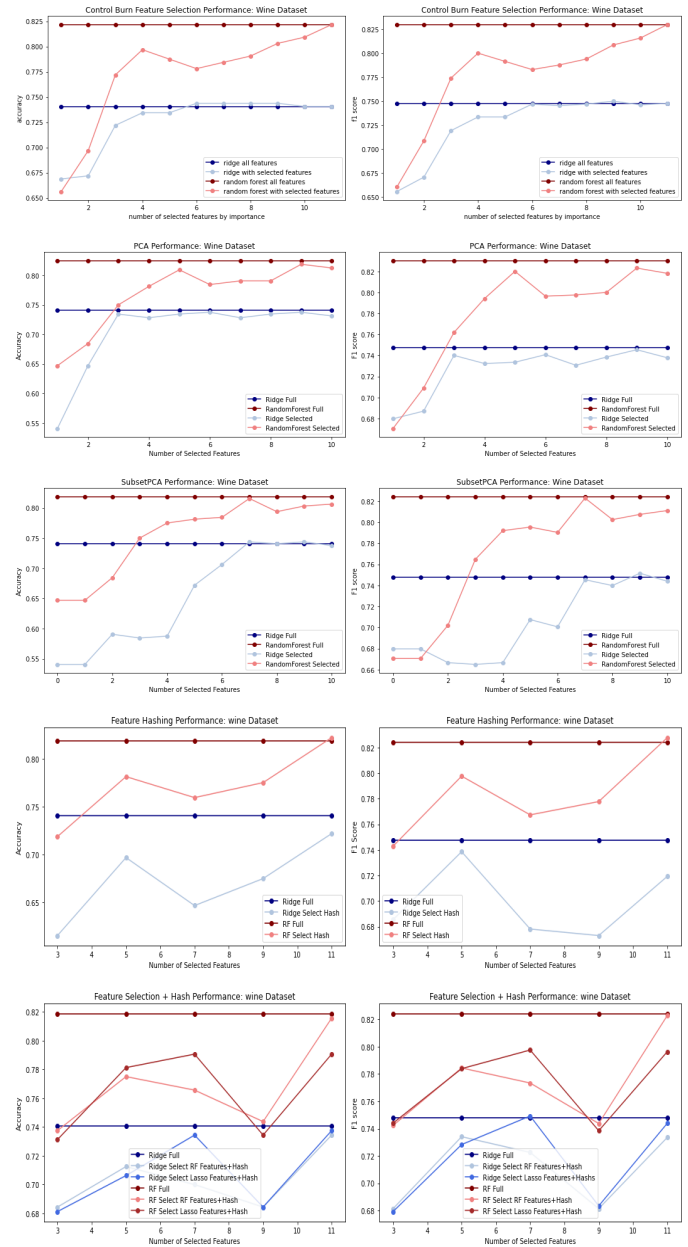 Control Burn Feature Selection Performance: Wine Dataset
accuracy
0.825
0.800
0.775
0.750
0.725
0.700
0.675
0.650
ridge all features
ridge with selected features
random forest all features
random forest with selected features
2 4 6 8 10
number of selected features by importance
Control Burn Feature Selection Performance: Wine Dataset
f1 score
0.825
0.800
0.775
0.750
0.725
0.700
0.675
0.650
ridge all features
ridge with selected features
random forest all features
random forest with selected features
2 4 6 8 10
number of selected features by importance
PCA Performance: Wine Dataset
Accuracy
0.80
0.75
0.70
0.65
0.60
0.55
Ridge Full
RandomForest Full
Ridge Selected
RandomForest Selected
2 4 6 8 10
Number of Selected Features
PCA Performance: Wine Dataset
F1 score
0.82
0.80
0.78
0.76
0.74
0.72
0.70
0.68
Ridge Full
RandomForest Full
Ridge Selected
RandomForest Selected
2 4 6 8 10
Number of Selected Features
SubsetPCA Performance: Wine Dataset
Accuracy
0.80
0.75
0.70
0.65
0.60
0.55
Ridge Full
RandomForest Full
Ridge Selected
RandomForest Selected
0 2 4 6 8 10
Number of Selected Features
SubsetPCA Performance: Wine Dataset
F1 score
0.82
0.80
0.78
0.76
0.74
0.72
0.70
0.68
0.66
Ridge Full
RandomForest Full
Ridge Selected
RandomForest Selected
0 2 4 6 8 10
Number of Selected Features
Feature Hashing Performance: wine Dataset
Accuracy
0.80
0.75
0.70
0.65
Ridge Full
Ridge Select Hash
RF Full
RF Select Hash
3 4 5 6 7 8 9 10 11
Number of Selected Features
Feature Hashing Performance: wine Dataset
F1 Score
0.82
0.80
0.78
0.76
0.74
0.72
0.70
0.68
Ridge Full
Ridge Select Hash
RF Full
RF Select Hash
3 4 5 6 7 8 9 10 11
Number of Selected Features
Feature Selection + Hash Performance: wine Dataset
Accuracy
0.82
0.80
0.78
0.76
0.74
0.72
0.70
0.68
Ridge Full
Ridge Select RF Features+Hash
Ridge Select Lasso Features+Hash
RF Full
RF Select RF Features+Hash
RF Select Lasso Features+Hash
3 4 5 6 7 8 9 10 11
Number of Selected Features
Feature Selection + Hash Performance: wine Dataset
F1 score
0.82
0.80
0.78
0.76
0.74
0.72
0.70
0.68
Ridge Full
Ridge Select RF Features+Hash
Ridge Select Lasso Features+Hash
RF Full
RF Select RF Features+Hash
RF Select Lasso Features+Hash
3 4 5 6 7 8 9 10 11
Number of Selected Features